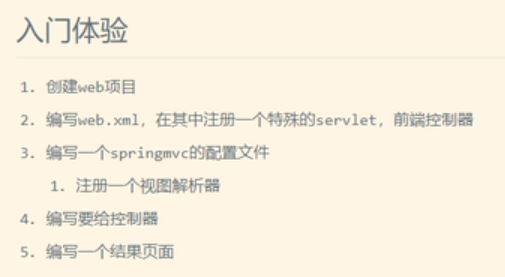 入门体验
1. 创建web项目
2. 编写web.xml，在其中注册一个特殊的servlet，前端控制器
3. 编写一个springmvc的配置文件
1. 注册一个视图解析器
4. 编写要给控制器
5. 编写一个结果页面